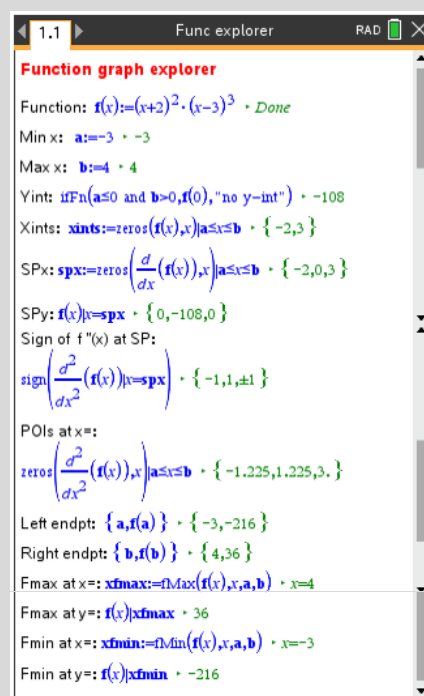 1.1 Func explorer RAD
Function graph explorer
Function: f(x):=(x+2)²·(x-3)³ ▸ Done
Min x: a:=-3 ▸ -3
Max x: b:=4 ▸ 4
Yint: ifFn(a≤0 and b>0,f(0),"no y-int") ▸ -108
Xints: xints:=zeros(f(x),x)|a≤x≤b ▸ {-2,3}
SPx: spx:=zeros(d/dx(f(x)),x)|a≤x≤b ▸ {-2,0,3}
SPy: f(x)|x=spx ▸ {0,-108,0}
Sign of f "(x) at SP:
sign(d²/dx²(f(x))|x=spx) ▸ {-1,1,±1}
POIs at x=:
zeros(d²/dx²(f(x)),x)|a≤x≤b ▸ {-1.225,1.225,3.}
Left endpt: {a,f(a)} ▸ {-3,-216}
Right endpt: {b,f(b)} ▸ {4,36}
Fmax at x=: xfmax:=fMax(f(x),x,a,b) ▸ x=4
Fmax at y=: f(x)|xfmax ▸ 36
Fmin at x=: xfmin:=fMin(f(x),x,a,b) ▸ x=-3
Fmin at y=: f(x)|xfmin ▸ -216